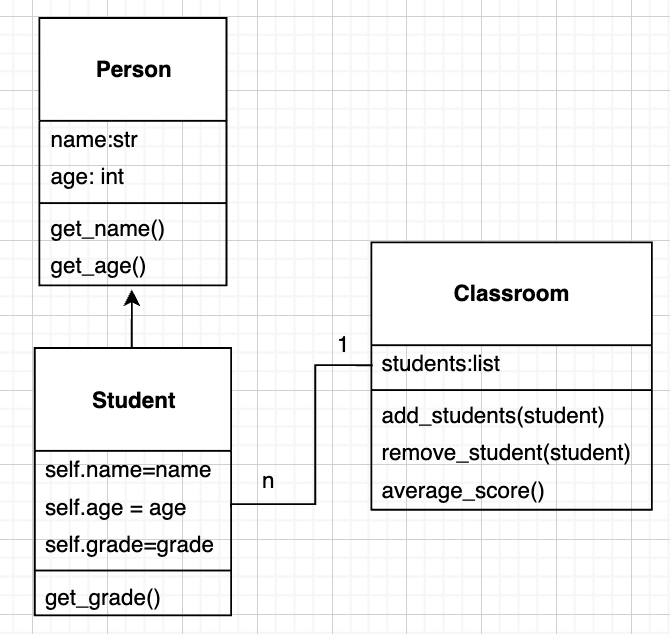 Person
name:str
age: int
get_name()
get_age()
Student
self.name=name
self.age = age
self.grade=grade
get_grade()
n
1
Classroom
students:list
add_students(student)
remove_student(student)
average_score()